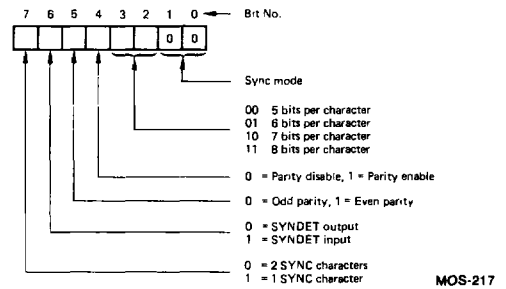 7 6 5 4 3 2 1 0 Bit No.
0 0
Sync mode
00 5 bits per character
01 6 bits per character
10 7 bits per character
11 8 bits per character
0 = Parity disable, 1 = Parity enable
0 = Odd parity, 1 = Even parity
0 = SYNDET output
1 = SYNDET input
0 = 2 SYNC characters
1 = 1 SYNC character
MOS-217